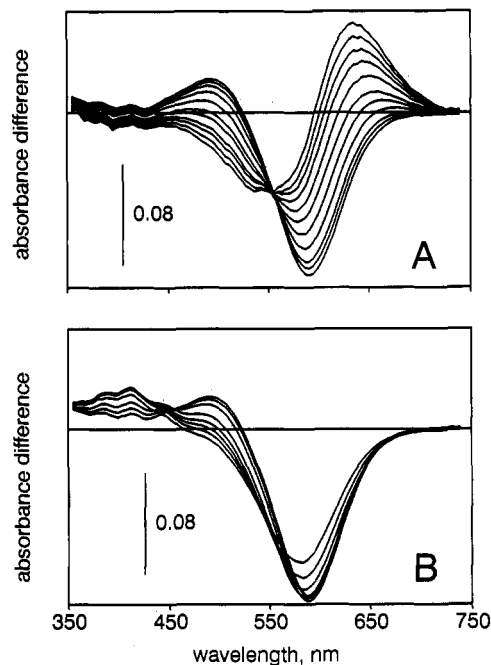 absorbance difference
0.08
A
absorbance difference
0.08
B
350 450 550 650 750
wavelength, nm